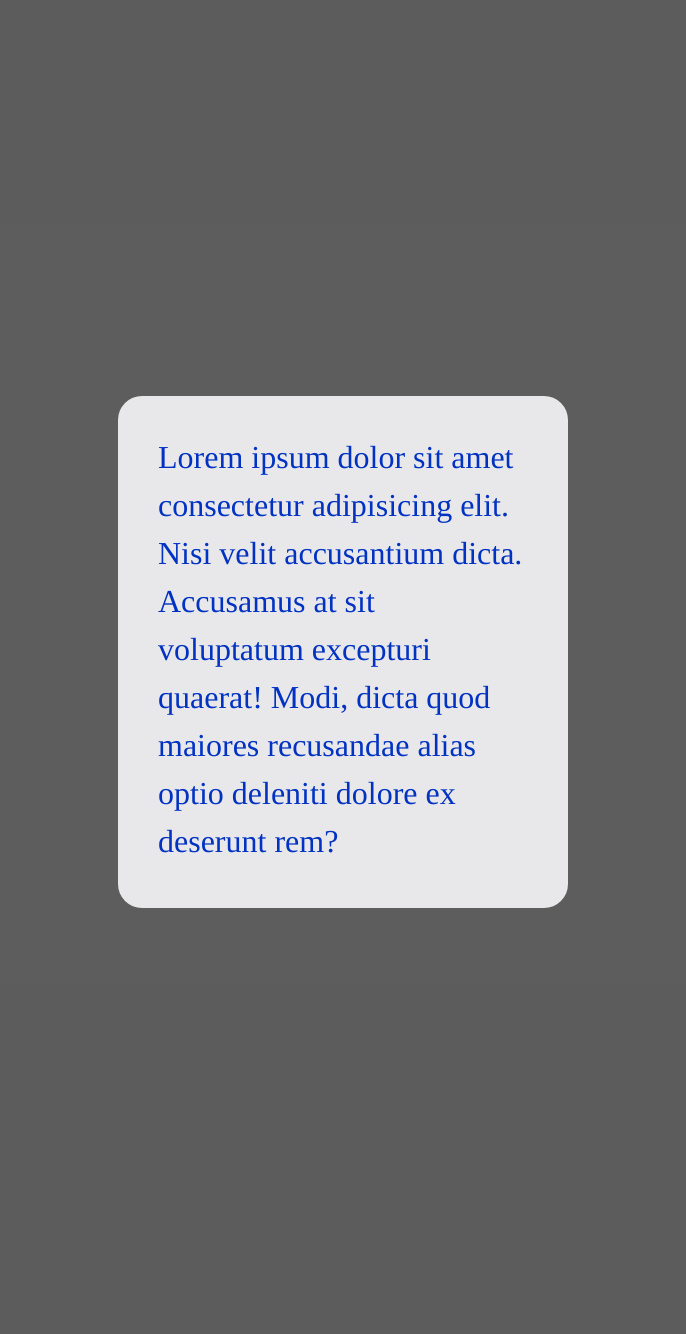 Lorem ipsum dolor sit amet
consectetur adipisicing elit.
Nisi velit accusantium dicta.
Accusamus at sit
voluptatum excepturi
quaerat! Modi, dicta quod
maiores recusandae alias
optio deleniti dolore ex
deserunt rem?